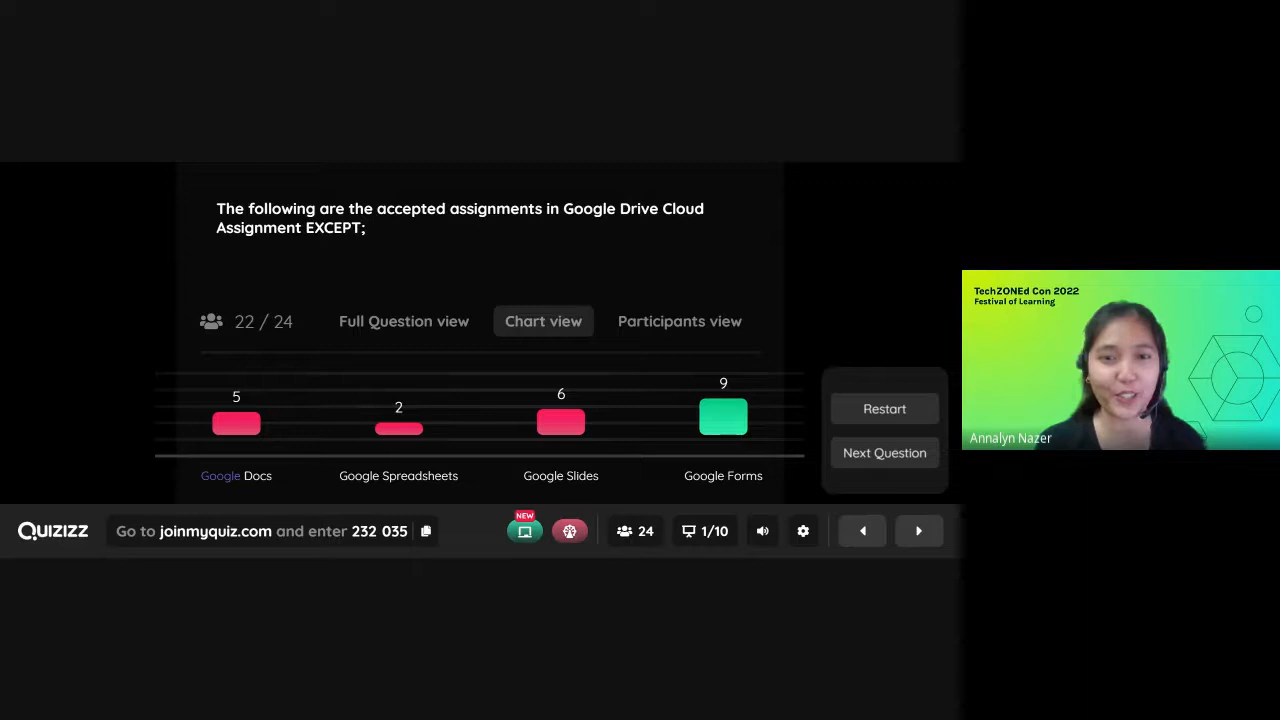 The following are the accepted assignments in Google Drive Cloud
Assignment EXCEPT;
22 / 24
Full Question view
Chart view
Participants view
5
2
6
9
Google Docs
Google Spreadsheets
Google Slides
Google Forms
Restart
Next Question
TechZONEd Con 2022
Festival of Learning
Annalyn Nazer
QUIZIZZ
Go to joinmyquiz.com and enter 232 035
NEW
24
1/10